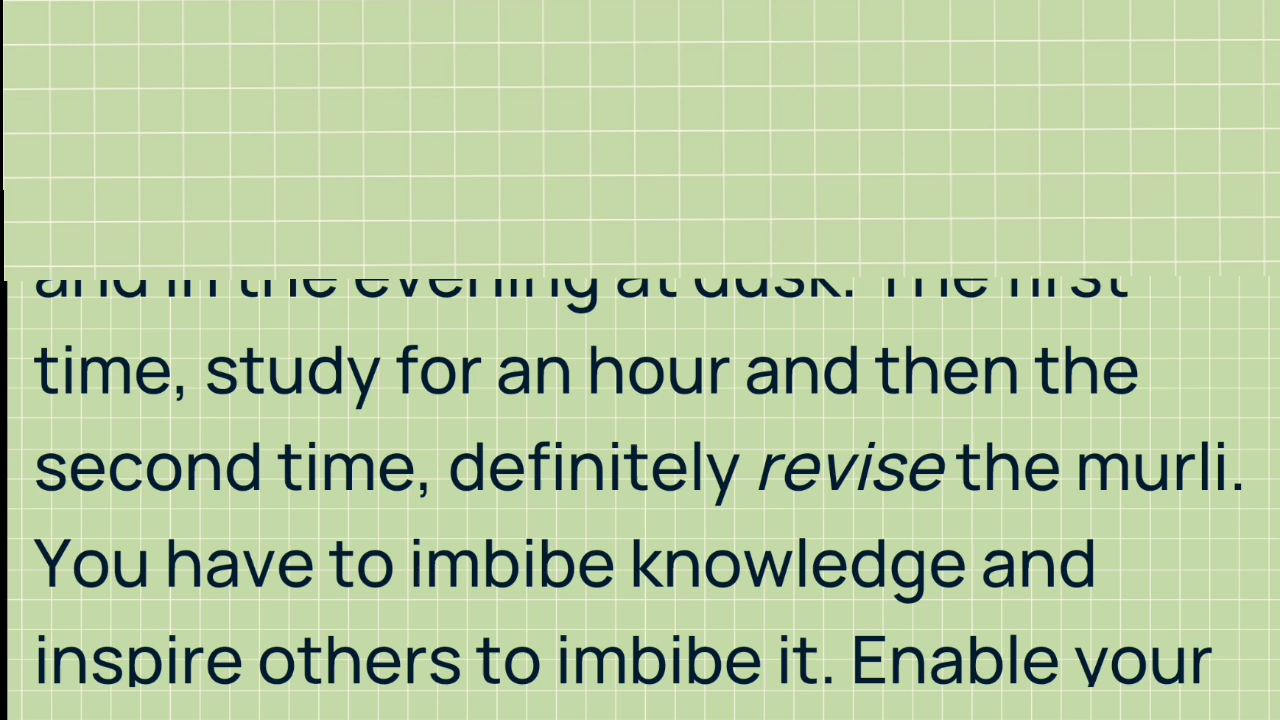 and in the evening at dusk. The first
time, study for an hour and then the
second time, definitely revise the murli.
You have to imbibe knowledge and
inspire others to imbibe it. Enable your